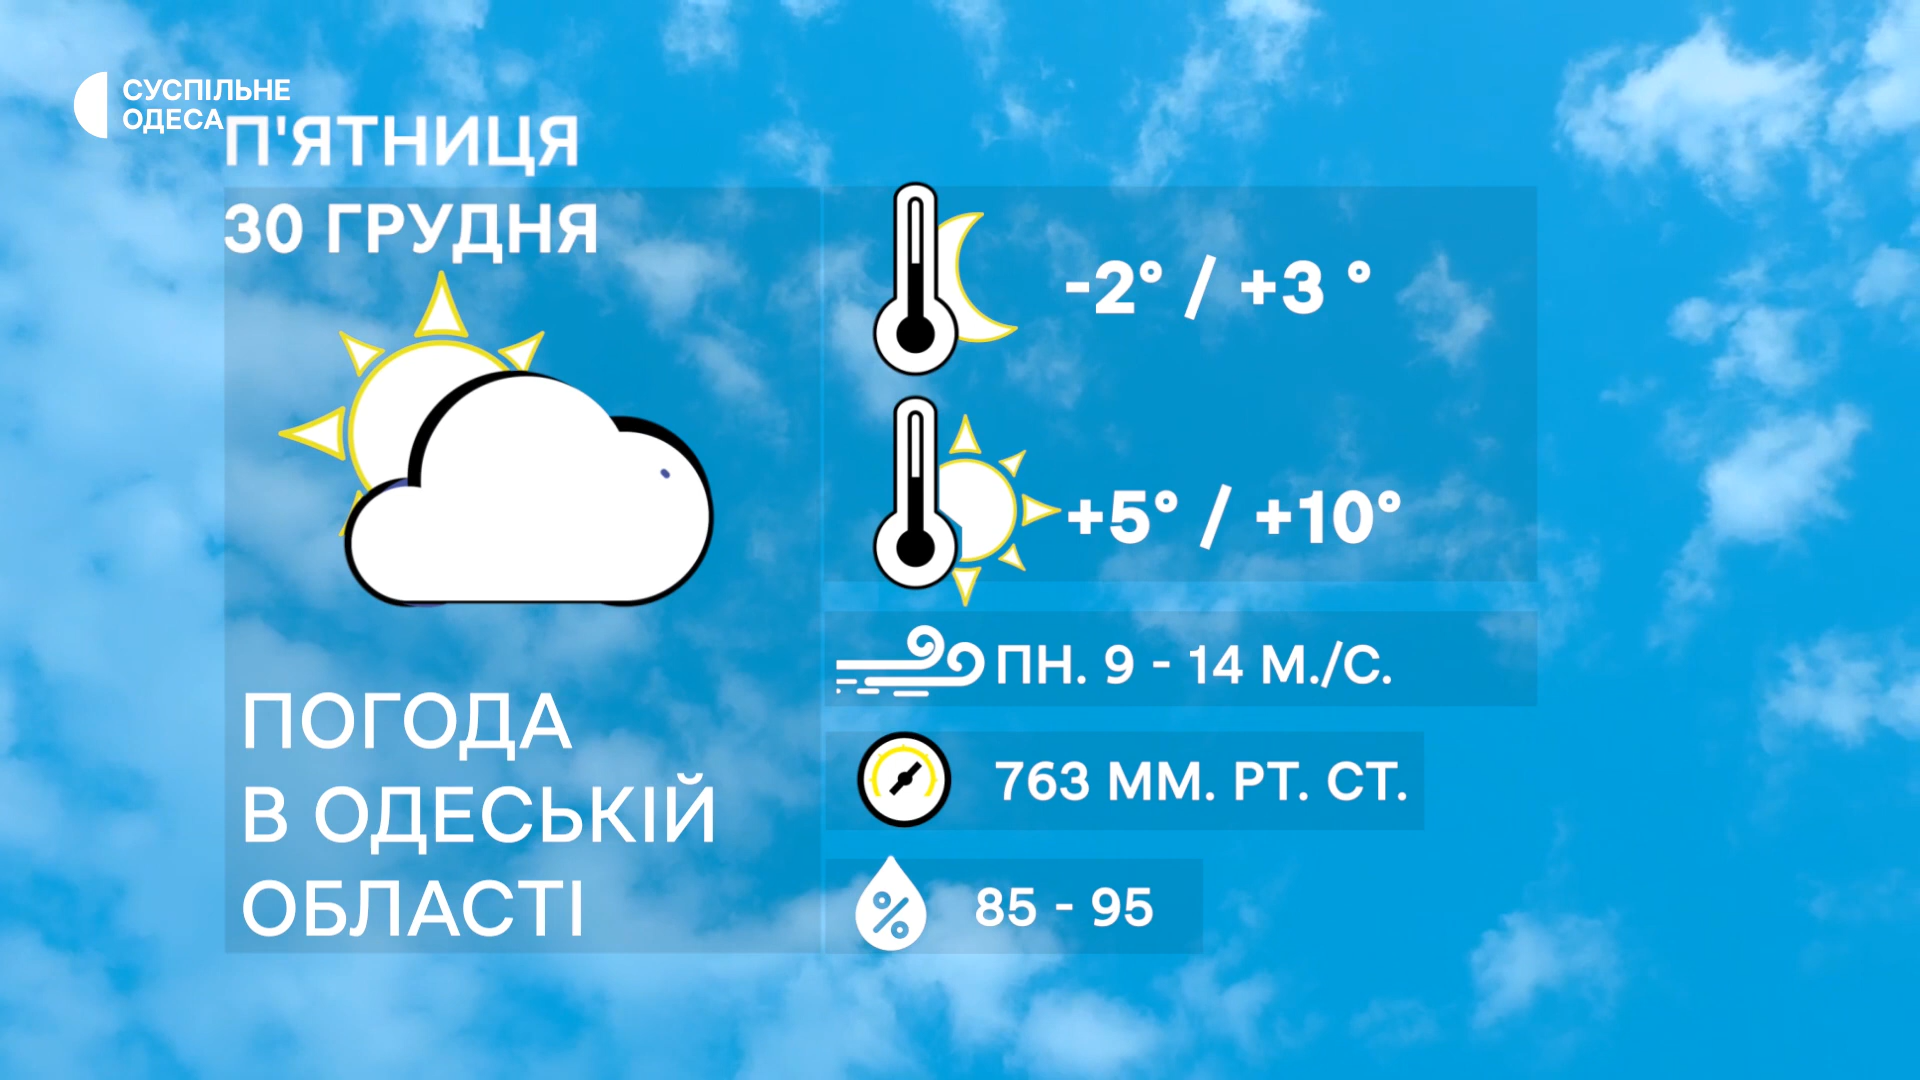 СУСПІЛЬНЕ
ОДЕСА
П'ЯТНИЦЯ
30 ГРУДНЯ
-2° / +3 °
+5° / +10°
ПН. 9 - 14 М./С.
763 ММ. РТ. СТ.
85 - 95
ПОГОДА
В ОДЕСЬКІЙ
ОБЛАСТІ